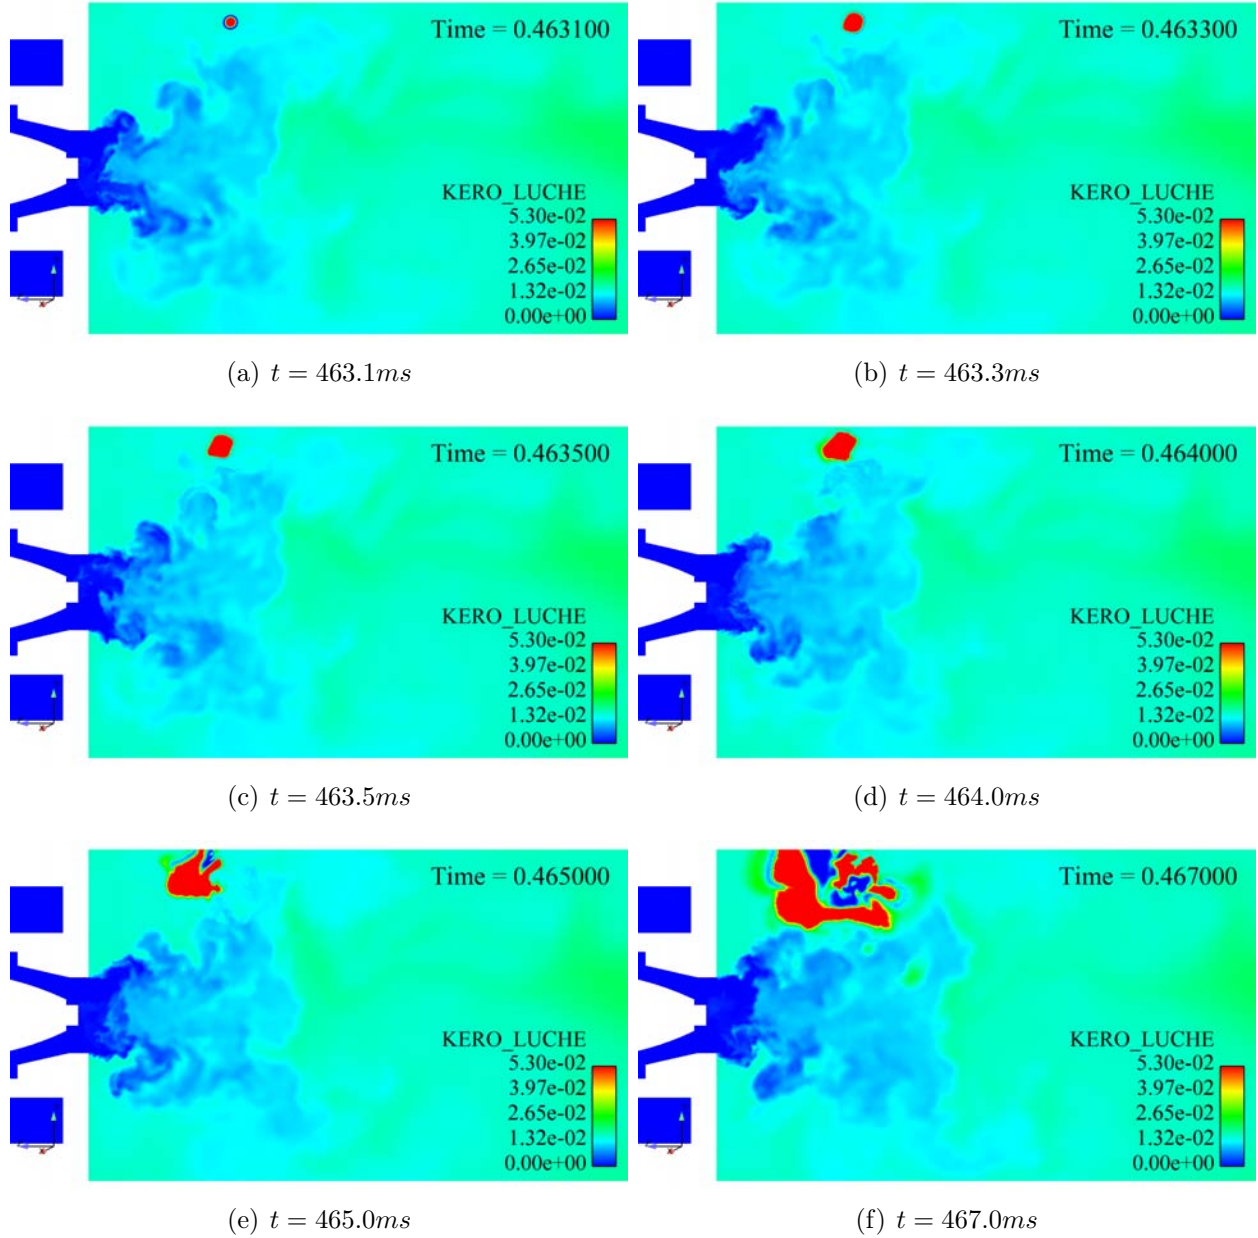 Time = 0.463100
KERO_LUCHE
5.30e-02
3.97e-02
2.65e-02
1.32e-02
0.00e+00
(a) t = 463.1ms
Time = 0.463300
KERO_LUCHE
5.30e-02
3.97e-02
2.65e-02
1.32e-02
0.00e+00
(b) t = 463.3ms
Time = 0.463500
KERO_LUCHE
5.30e-02
3.97e-02
2.65e-02
1.32e-02
0.00e+00
(c) t = 463.5ms
Time = 0.464000
KERO_LUCHE
5.30e-02
3.97e-02
2.65e-02
1.32e-02
0.00e+00
(d) t = 464.0ms
Time = 0.465000
KERO_LUCHE
5.30e-02
3.97e-02
2.65e-02
1.32e-02
0.00e+00
(e) t = 465.0ms
Time = 0.467000
KERO_LUCHE
5.30e-02
3.97e-02
2.65e-02
1.32e-02
0.00e+00
(f) t = 467.0ms